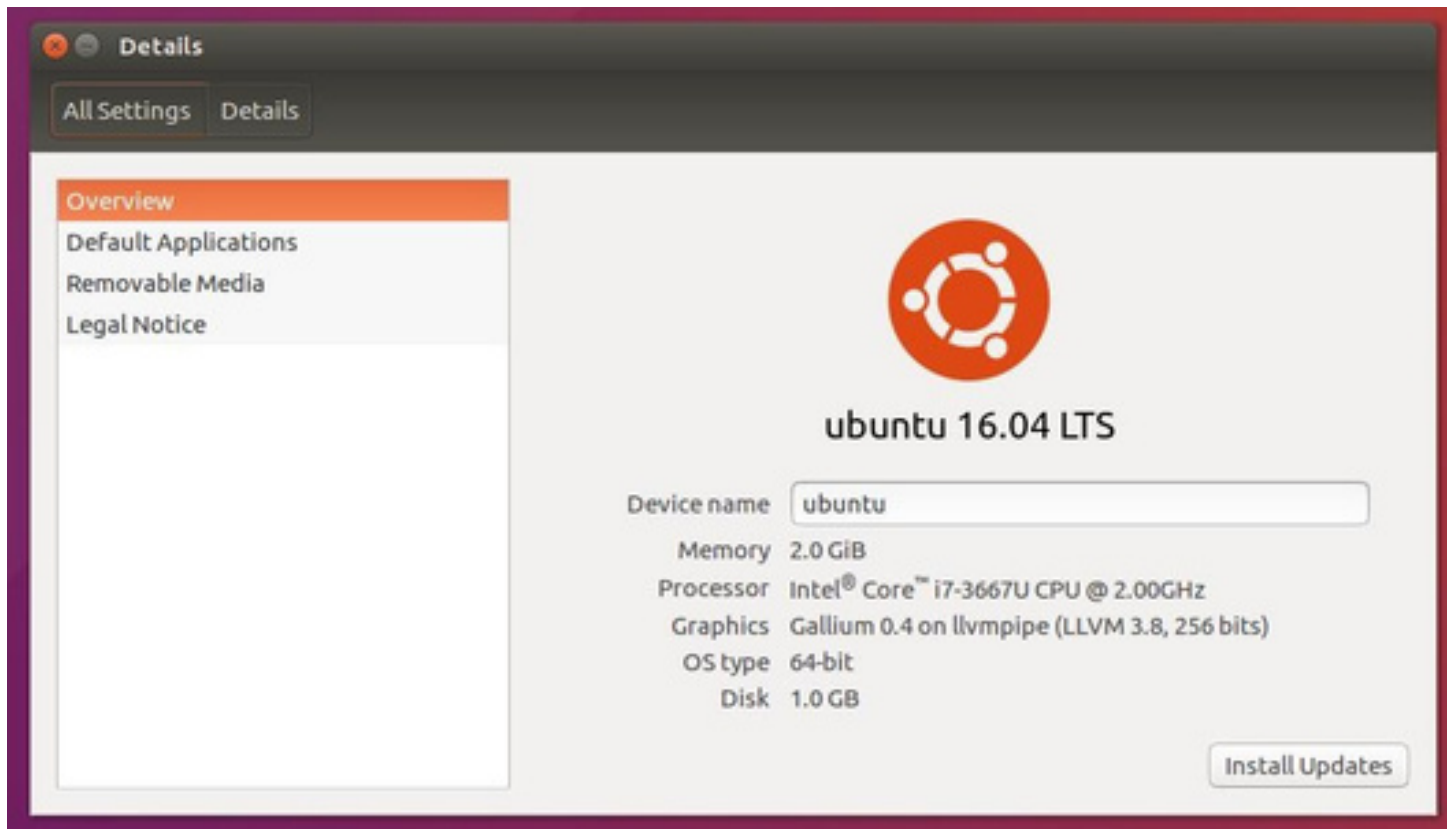 Details
All Settings Details
Overview
Default Applications
Removable Media
Legal Notice
ubuntu 16.04 LTS
Device name ubuntu
Memory 2.0 GiB
Processor Intel® Core™ i7-3667U CPU @ 2.00GHz
Graphics Gallium 0.4 on llvmpipe (LLVM 3.8, 256 bits)
OS type 64-bit
Disk 1.0 GB
Install Updates